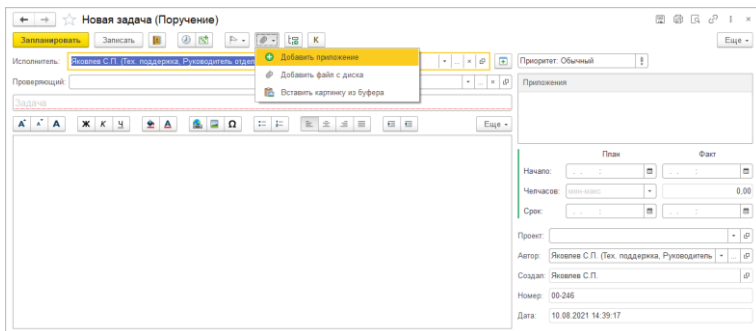 Новая задача (Поручение)
Запланировать Записать К Еще
Добавить приложение
Добавить файл с диска
Вставить картинку из буфера
Исполнитель: Яковлев С.П. (Тех. поддержка, Руководитель отдел
Приоритет: Обычный
Проверяющий:
Приложения
Задача
Ж К Ч Еще
План Факт
Начало:
Челчасов: мин-макс 0,00
Срок:
Проект:
Автор: Яковлев С.П. (Тех. поддержка, Руководитель
Создал: Яковлев С.П.
Номер: 00-246
Дата: 10.08.2021 14:39:17